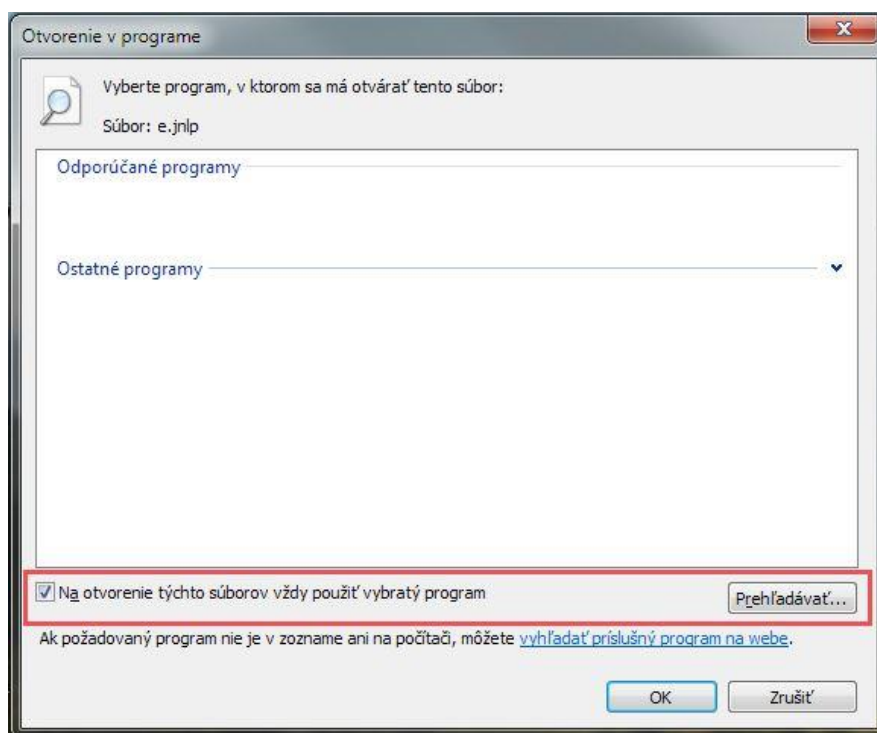 Otvorenie v programe
Vyberte program, v ktorom sa má otvárať tento súbor:
Súbor: e.jnlp
Odporúčané programy
Ostatné programy
Na otvorenie týchto súborov vždy použiť vybratý program
Prehľadávať...
Ak požadovaný program nie je v zozname ani na počítači, môžete vyhľadať príslušný program na webe.
OK
Zrušiť